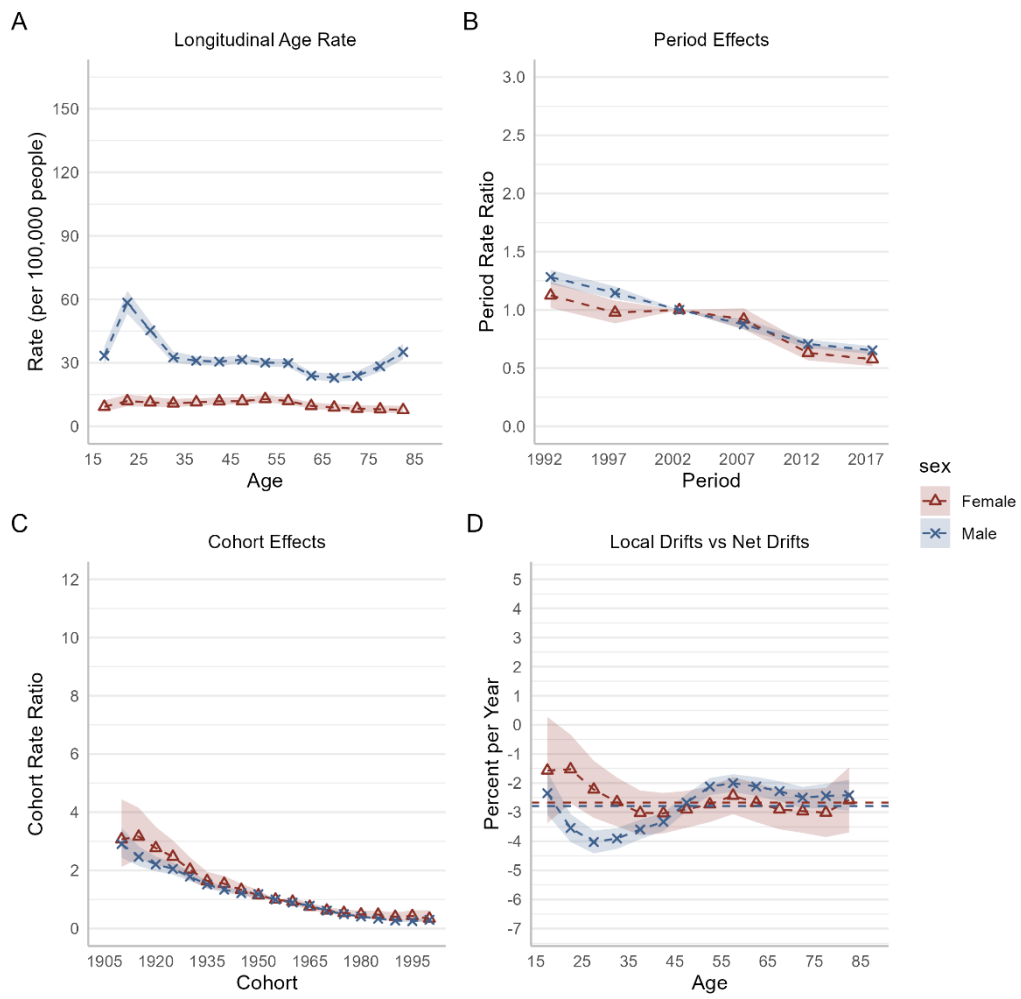 A
Longitudinal Age Rate
Rate (per 100,000 people)
150
120
90
60
30
0
15 25 35 45 55 65 75 85
Age
B
Period Effects
Period Rate Ratio
3.0
2.5
2.0
1.5
1.0
0.5
0.0
1992 1997 2002 2007 2012 2017
Period
sex
Female
Male
C
Cohort Effects
Cohort Rate Ratio
12
10
8
6
4
2
0
1905 1920 1935 1950 1965 1980 1995
Cohort
D
Local Drifts vs Net Drifts
Percent per Year
5
4
3
2
1
0
-1
-2
-3
-4
-5
-6
-7
15 25 35 45 55 65 75 85
Age